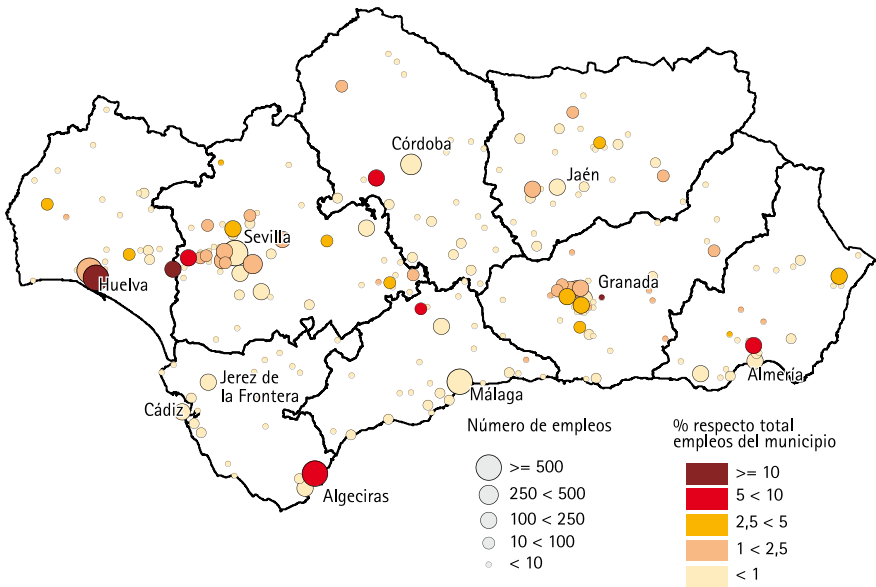 Córdoba
Jaén
Sevilla
Huelva
Granada
Jerez de
la Frontera
Cádiz
Málaga
Almería
Algeciras
Número de empleos
>= 500
250 < 500
100 < 250
10 < 100
< 10
% respecto total
empleos del municipio
>= 10
5 < 10
2,5 < 5
1 < 2,5
< 1